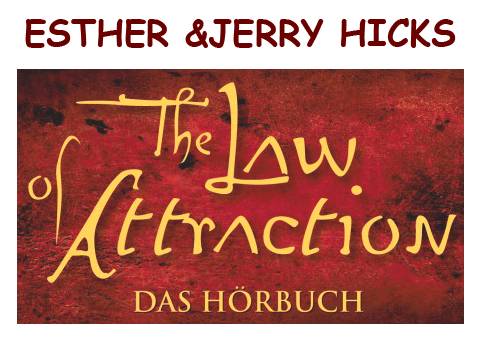 ESTHER &JERRY HICKS
The Law
of Attraction
DAS HÖRBUCH